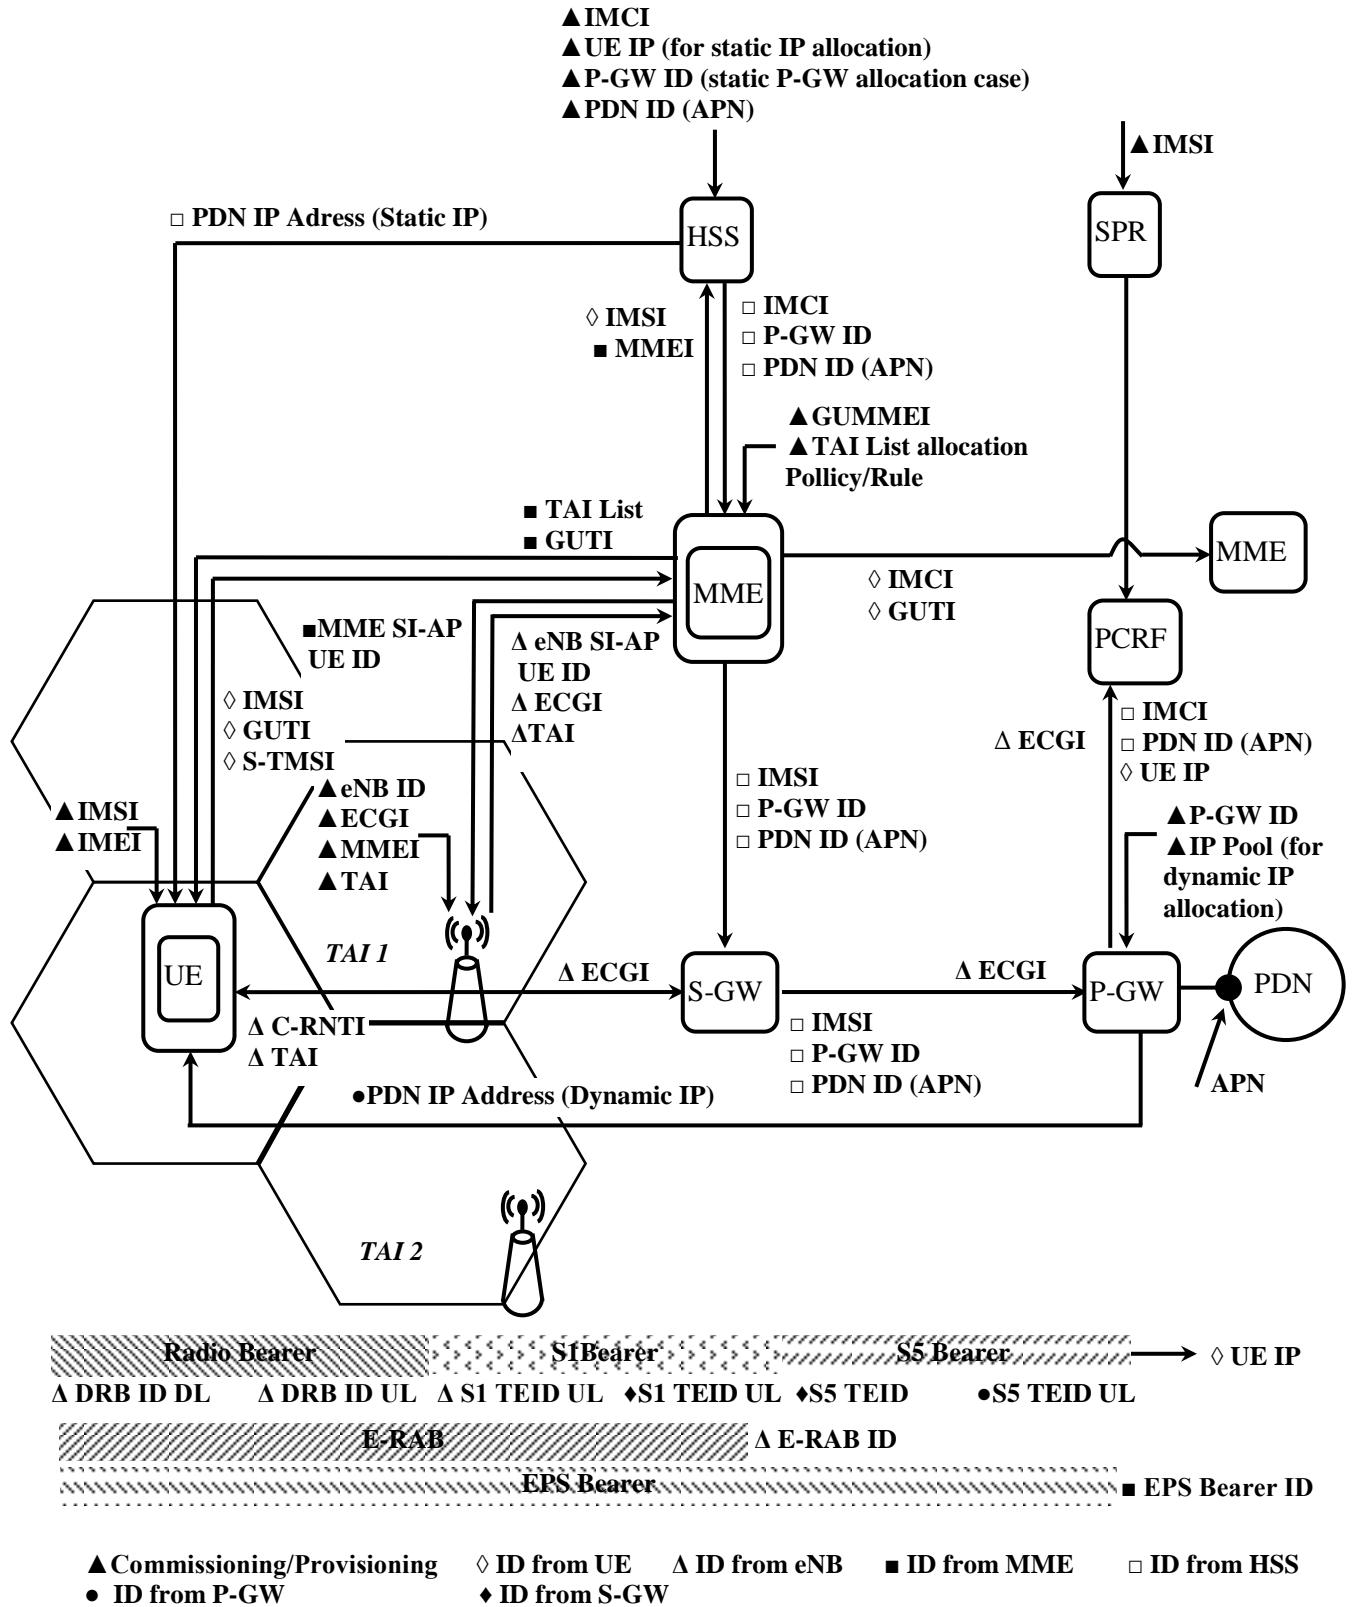 ▲IMCI
▲UE IP (for static IP allocation)
▲P-GW ID (static P-GW allocation case)
▲PDN ID (APN)
▲IMSI
□ PDN IP Adress (Static IP)
HSS
SPR
◊ IMSI
■ MMEI
□ IMCI
□ P-GW ID
□ PDN ID (APN)
▲GUMMEI
▲TAI List allocation
Pollicy/Rule
■ TAI List
■ GUTI
MME
MME
◊ IMCI
◊ GUTI
■MME SI-AP
UE ID
Δ eNB SI-AP
UE ID
Δ ECGI
ΔTAI
PCRF
◊ IMSI
◊ GUTI
◊ S-TMSI
Δ ECGI
□ IMCI
□ PDN ID (APN)
◊ UE IP
▲IMSI
▲IMEI
▲eNB ID
▲ECGI
▲MMEI
▲TAI
□ IMSI
□ P-GW ID
□ PDN ID (APN)
▲P-GW ID
▲IP Pool (for
dynamic IP
allocation)
TAI 1
UE
Δ ECGI
S-GW
Δ ECGI
P-GW
PDN
Δ C-RNTI
Δ TAI
□ IMSI
□ P-GW ID
□ PDN ID (APN)
APN
●PDN IP Address (Dynamic IP)
TAI 2
Radio Bearer
S1Bearer
S5 Bearer
◊ UE IP
Δ DRB ID DL
Δ DRB ID UL
Δ S1 TEID UL
♦S1 TEID UL
♦S5 TEID
●S5 TEID UL
E-RAB
Δ E-RAB ID
EPS Bearer
■ EPS Bearer ID
▲Commissioning/Provisioning
◊ ID from UE
Δ ID from eNB
■ ID from MME
□ ID from HSS
● ID from P-GW
♦ ID from S-GW